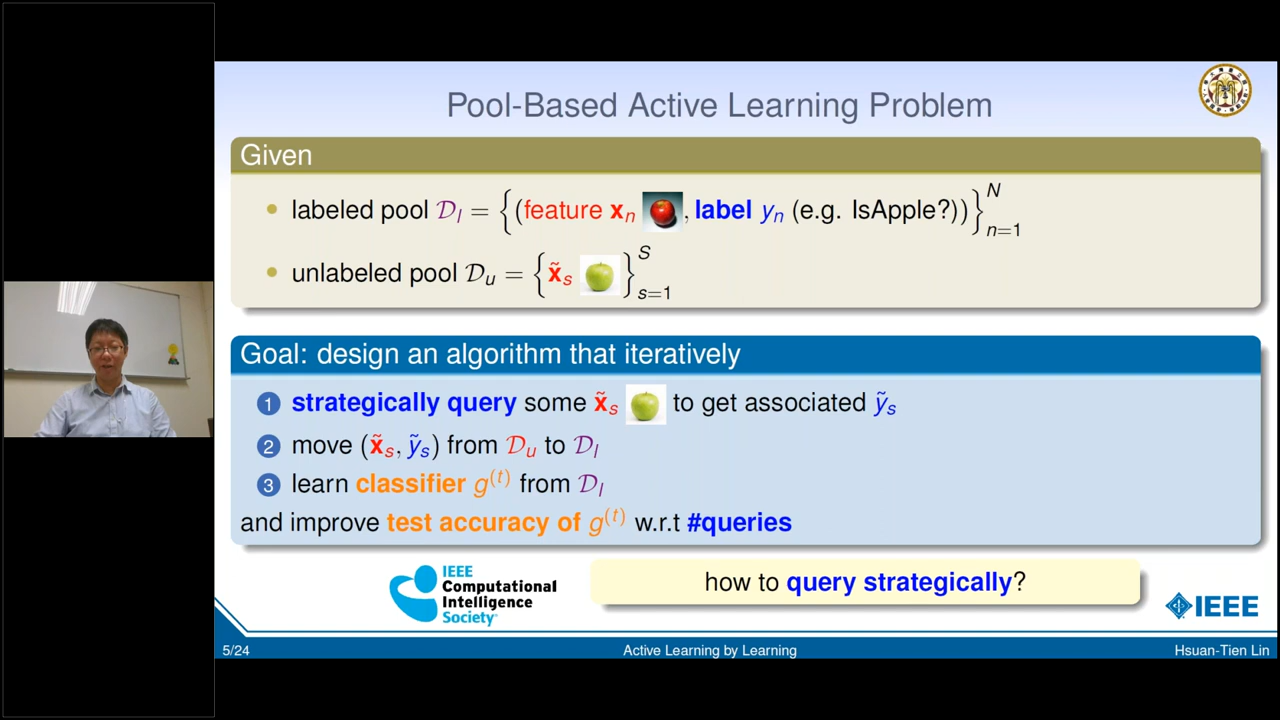 Pool-Based Active Learning Problem
Given
• labeled pool 𝒟ₗ = {(feature xₙ , label yₙ (e.g. IsApple?))}ᴺₙ₌₁
• unlabeled pool 𝒟ᵤ = {x̃ₛ }ˢₛ₌₁
Goal: design an algorithm that iteratively
1 strategically query some x̃ₛ to get associated ỹₛ
2 move (x̃ₛ, ỹₛ) from 𝒟ᵤ to 𝒟ₗ
3 learn classifier g⁽ᵗ⁾ from 𝒟ₗ
and improve test accuracy of g⁽ᵗ⁾ w.r.t #queries
how to query strategically?
IEEE
Computational
Intelligence
Society
IEEE
5/24 Active Learning by Learning Hsuan-Tien Lin